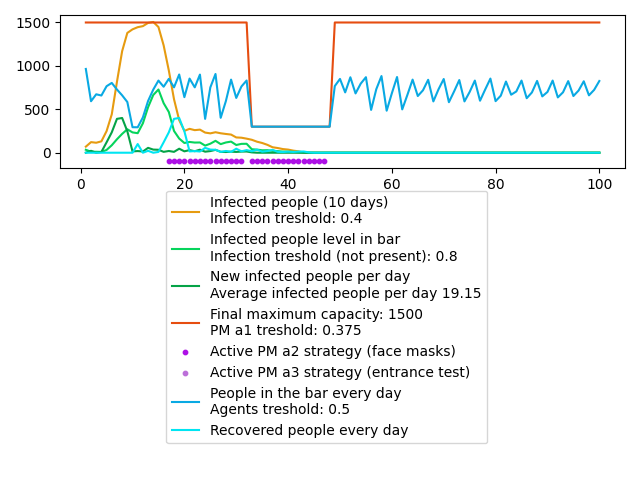 1500
1000
500
0
0 20 40 60 80 100
Infected people (10 days)
Infection treshold: 0.4
Infected people level in bar
Infection treshold (not present): 0.8
New infected people per day
Average infected people per day 19.15
Final maximum capacity: 1500
PM a1 treshold: 0.375
Active PM a2 strategy (face masks)
Active PM a3 strategy (entrance test)
People in the bar every day
Agents treshold: 0.5
Recovered people every day